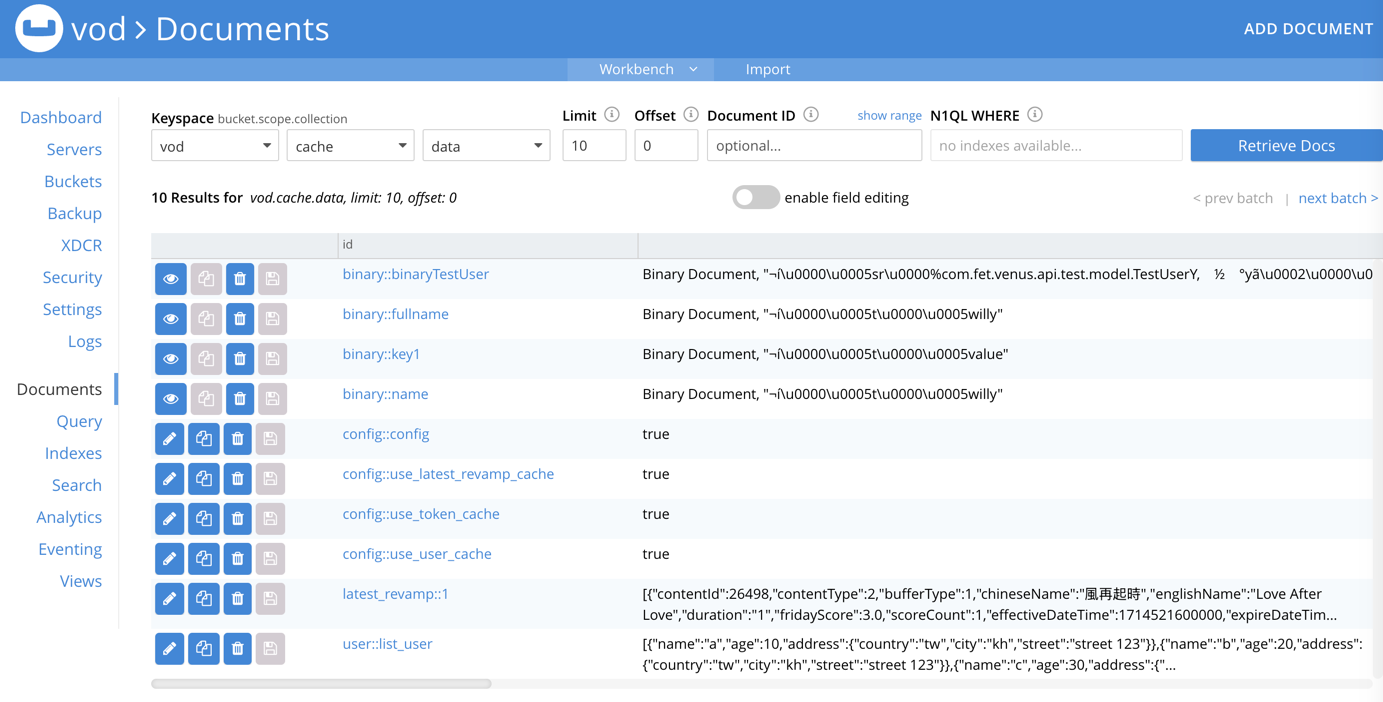 vod > Documents
ADD DOCUMENT
Workbench
Import
Dashboard
Servers
Buckets
Backup
XDCR
Security
Settings
Logs
Documents
Query
Indexes
Search
Analytics
Eventing
Views
Keyspace bucket.scope.collection
Limit
Offset
Document ID
show range
N1QL WHERE
vod
cache
data
10
0
optional...
no indexes available...
Retrieve Docs
10 Results for vod.cache.data, limit: 10, offset: 0
enable field editing
< prev batch | next batch >
id
binary::binaryTestUser Binary Document, "¬í\u0000\u0005sr\u0000%com.fet.venus.api.test.model.TestUserY, ½ °yã\u0002\u0000\u0
binary::fullname Binary Document, "¬í\u0000\u0005t\u0000\u0005willy"
binary::key1 Binary Document, "¬í\u0000\u0005t\u0000\u0005value"
binary::name Binary Document, "¬í\u0000\u0005t\u0000\u0005willy"
config::config true
config::use_latest_revamp_cache true
config::use_token_cache true
config::use_user_cache true
latest_revamp::1 [{"contentId":26498,"contentType":2,"bufferType":1,"chineseName":"風再起時","englishName":"Love After
Love","duration":"1","fridayScore":3.0,"scoreCount":1,"effectiveDateTime":1714521600000,"expireDateTim...
user::list_user [{"name":"a","age":10,"address":{"country":"tw","city":"kh","street":"street 123"}},{"name":"b","age":20,"address":
{"country":"tw","city":"kh","street":"street 123"}},{"name":"c","age":30,"address":{"...